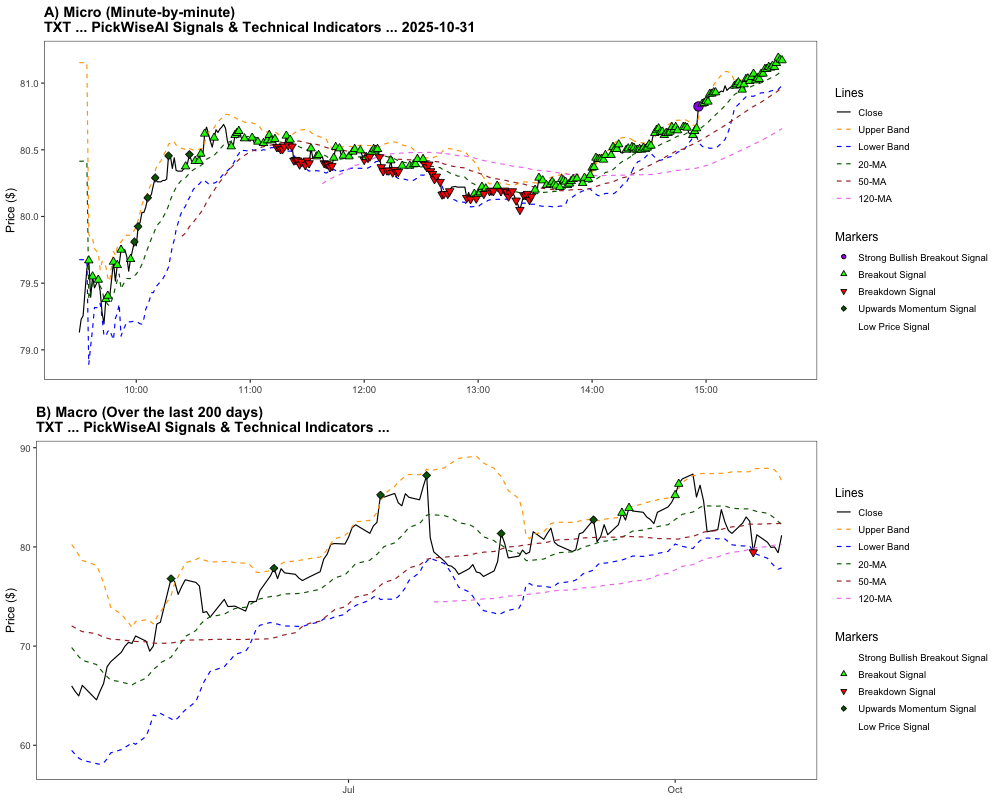 A) Micro (Minute-by-minute)
TXT ... PickWiseAI Signals & Technical Indicators ... 2025-10-31
Price ($)
81.0
80.5
80.0
79.5
79.0
10:00
11:00
12:00
13:00
14:00
15:00
Lines
Close
Upper Band
Lower Band
20-MA
50-MA
120-MA
Markers
Strong Bullish Breakout Signal
Breakout Signal
Breakdown Signal
Upwards Momentum Signal
Low Price Signal
B) Macro (Over the last 200 days)
TXT ... PickWiseAI Signals & Technical Indicators ...
Price ($)
90
80
70
60
Jul
Oct
Lines
Close
Upper Band
Lower Band
20-MA
50-MA
120-MA
Markers
Strong Bullish Breakout Signal
Breakout Signal
Breakdown Signal
Upwards Momentum Signal
Low Price Signal